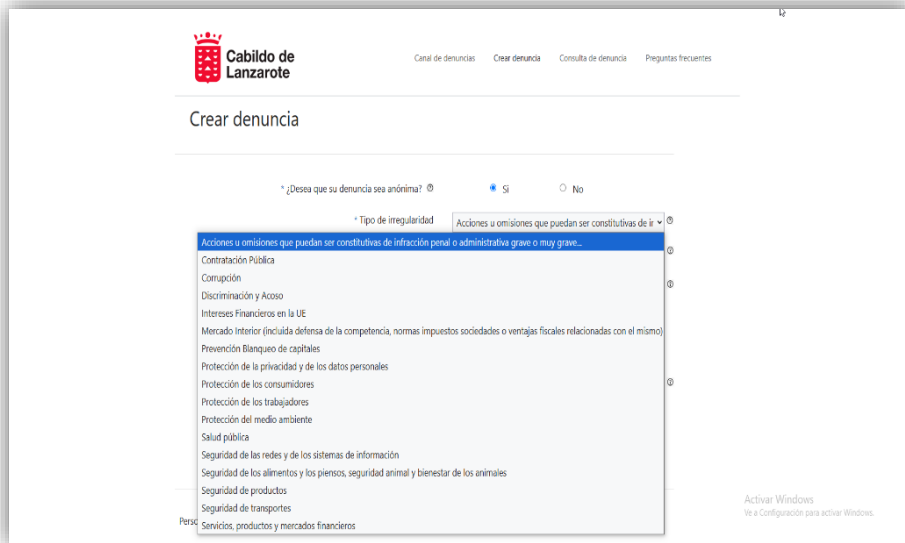 Cabildo de
Lanzarote
Canal de denuncias Crear denuncia Consulta de denuncia Preguntas frecuentes
Crear denuncia
* ¿Desea que su denuncia sea anónima? Si No
* Tipo de irregularidad Acciones u omisiones que puedan ser constitutivas de ir
Acciones u omisiones que puedan ser constitutivas de infracción penal o administrativa grave o muy grave...
Contratación Pública
Corrupción
Discriminación y Acoso
Intereses Financieros en la UE
Mercado Interior (incluida defensa de la competencia, normas impuestos sociedades o ventajas fiscales relacionadas con el mismo)
Prevención Blanqueo de capitales
Protección de la privacidad y de los datos personales
Protección de los consumidores
Protección de los trabajadores
Protección del medio ambiente
Salud pública
Seguridad de las redes y de los sistemas de información
Seguridad de los alimentos y los piensos, seguridad animal y bienestar de los animales
Seguridad de productos
Seguridad de transportes
Perso Servicios, productos y mercados financieros
Activar Windows
Ve a Configuración para activar Windows.